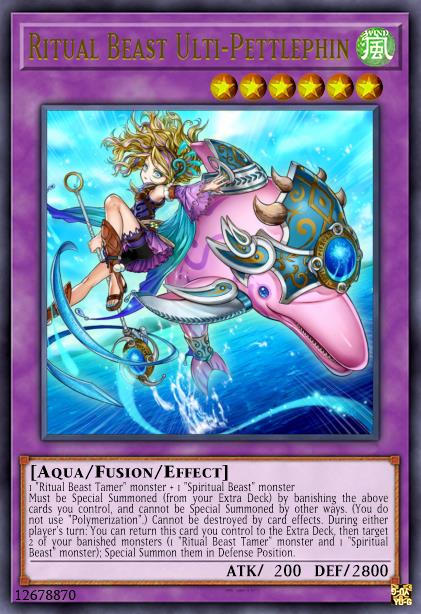 Ritual Beast Ulti-Pettlephin
WIND
風
[Aqua/Fusion/Effect]
1 "Ritual Beast Tamer" monster + 1 "Spiritual Beast" monster
Must be Special Summoned (from your Extra Deck) by banishing the above
cards you control, and cannot be Special Summoned by other ways. (You do
not use "Polymerization".) Cannot be destroyed by card effects. During either
player's turn: You can return this card you control to the Extra Deck, then target
2 of your banished monsters (1 "Ritual Beast Tamer" monster and 1 "Spiritual
Beast" monster); Special Summon them in Defense Position.
ATK/ 200 DEF/2800
12678870